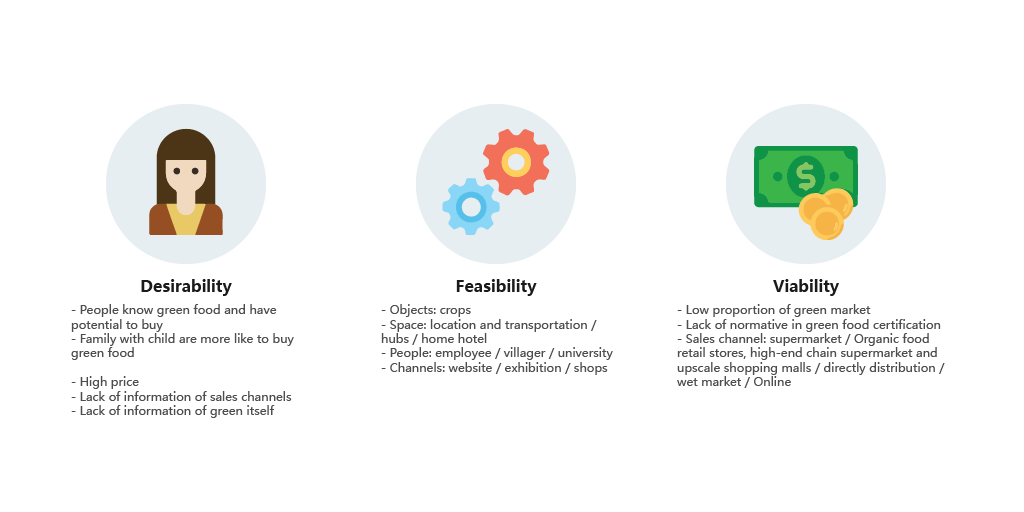 Desirability
- People know green food and have
potential to buy
- Family with child are more like to buy
green food
- High price
- Lack of information of sales channels
- Lack of information of green itself
Feasibility
- Objects: crops
- Space: location and transportation /
hubs / home hotel
- People: employee / villager / university
- Channels: website / exhibition / shops
Viability
- Low proportion of green market
- Lack of normative in green food certification
- Sales channel: supermarket / Organic food
retail stores, high-end chain supermarket and
upscale shopping malls / directly distribution /
wet market / Online